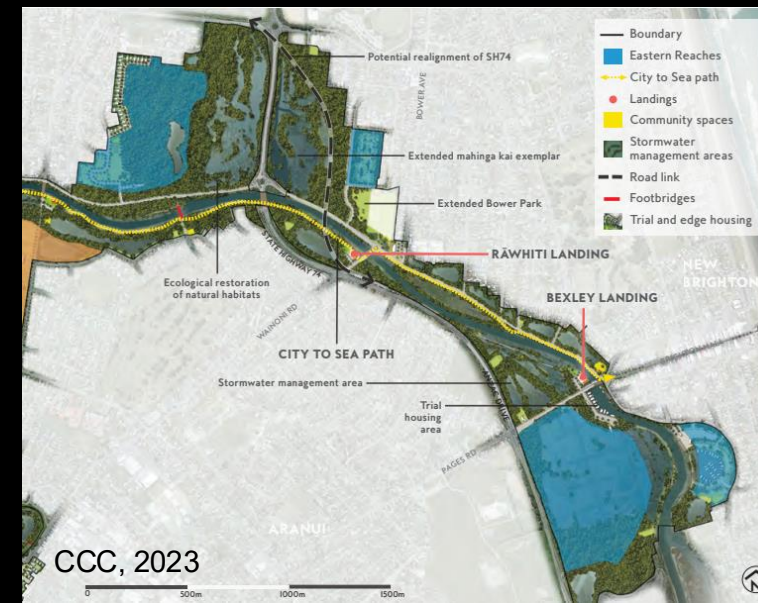 Potential realignment of SH74
BOWER AVE
Extended mahinga kai exemplar
Extended Bower Park
RĀWHITI LANDING
NEW
BRIGHTON
BEXLEY LANDING
Ecological restoration
of natural habitats
STATE HIGHWAY 74
WAINONI RD
CITY TO SEA PATH
Stormwater management area
Trial
housing
area
ANZAC DRIVE
PAGES RD
ARANUI
Boundary
Eastern Reaches
City to Sea path
Landings
Community spaces
Stormwater
management areas
Road link
Footbridges
Trial and edge housing
CCC, 2023
0 500m 1000m 1500m
N